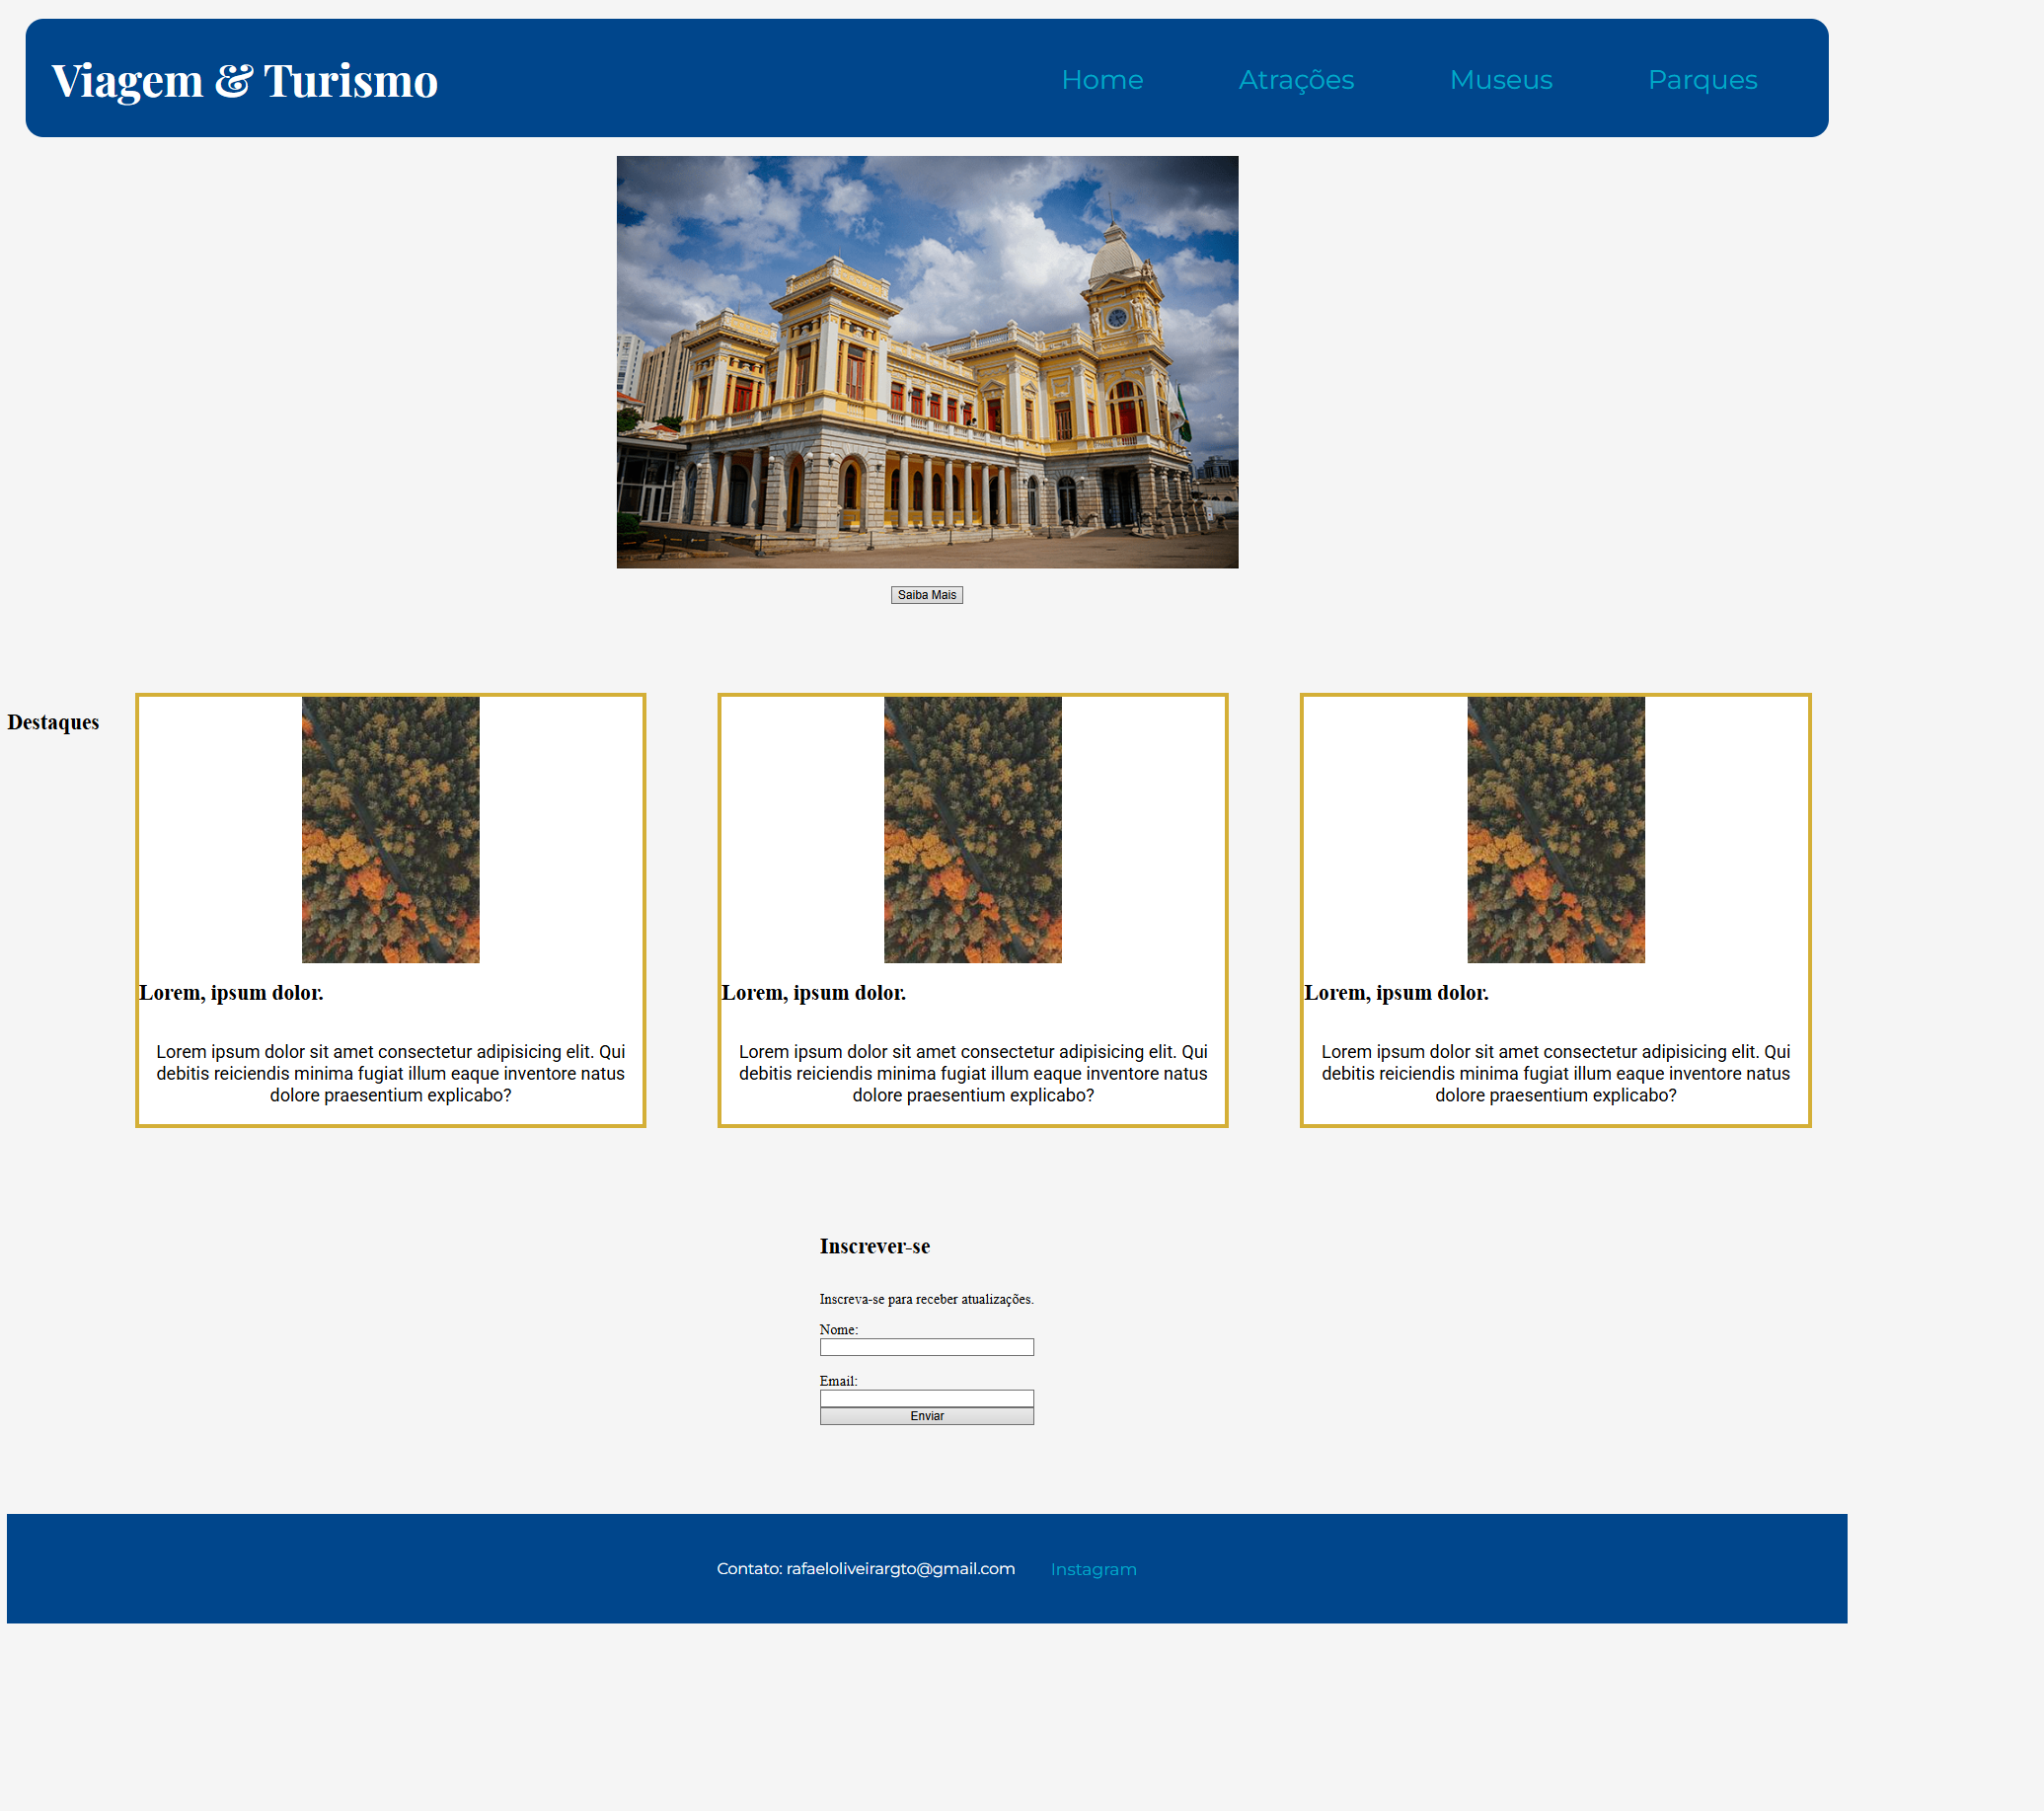 Viagem & Turismo
Home
Atrações
Museus
Parques
Saiba Mais
Destaques
Lorem, ipsum dolor.
Lorem ipsum dolor sit amet consectetur adipisicing elit. Qui
debitis reiciendis minima fugiat illum eaque inventore natus
dolore praesentium explicabo?
Lorem, ipsum dolor.
Lorem ipsum dolor sit amet consectetur adipisicing elit. Qui
debitis reiciendis minima fugiat illum eaque inventore natus
dolore praesentium explicabo?
Lorem, ipsum dolor.
Lorem ipsum dolor sit amet consectetur adipisicing elit. Qui
debitis reiciendis minima fugiat illum eaque inventore natus
dolore praesentium explicabo?
Inscrever-se
Inscreva-se para receber atualizações.
Nome:
Email:
Enviar
Contato: rafaeloliveirargto@gmail.com
Instagram